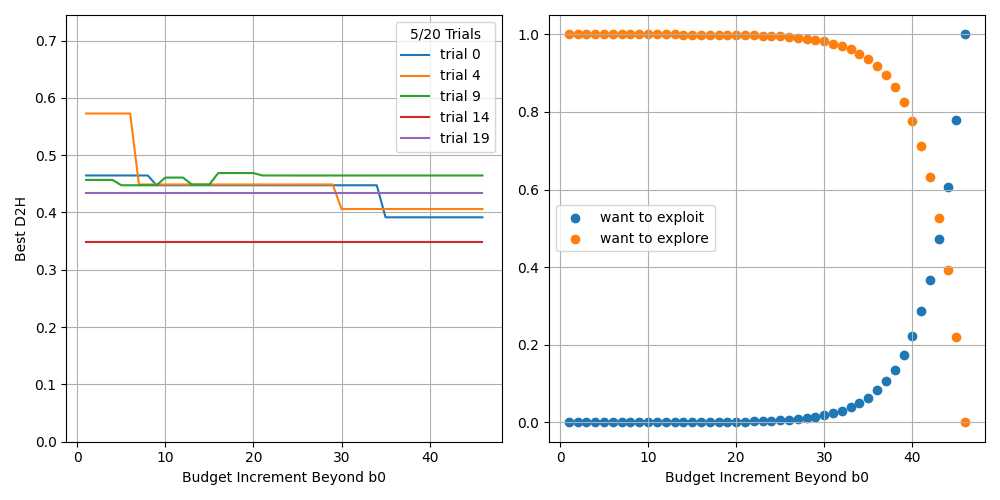 0.7
0.6
0.5
0.4
0.3
0.2
0.1
0.0
Best D2H
0
10
20
30
40
Budget Increment Beyond b0
5/20 Trials
trial 0
trial 4
trial 9
trial 14
trial 19
1.0
0.8
0.6
0.4
0.2
0.0
0
10
20
30
40
Budget Increment Beyond b0
want to exploit
want to explore